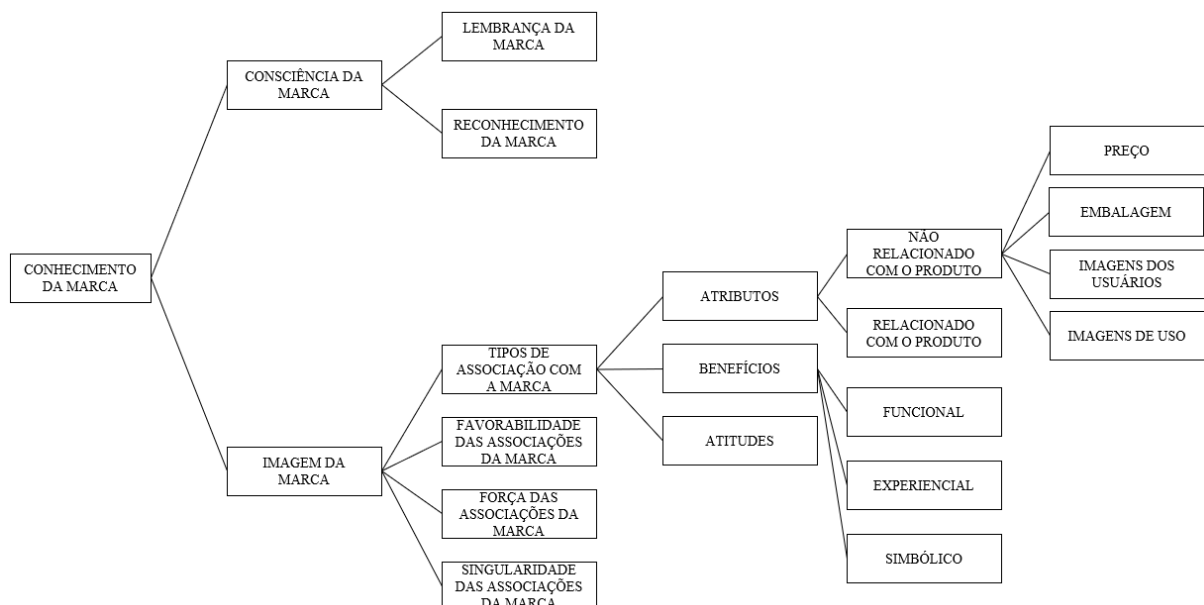 LEMBRANÇA DA
MARCA
CONSCIÊNCIA DA
MARCA
RECONHECIMENTO
DA MARCA
CONHECIMENTO
DA MARCA
IMAGEM DA
MARCA
TIPOS DE
ASSOCIAÇÃO COM
A MARCA
FAVORABILIDADE
DAS ASSOCIAÇÕES
DA MARCA
FORÇA DAS
ASSOCIAÇÕES DA
MARCA
SINGULARIDADE
DAS ASSOCIAÇÕES
DA MARCA
ATRIBUTOS
BENEFÍCIOS
ATITUDES
NÃO
RELACIONADO
COM O PRODUTO
RELACIONADO
COM O PRODUTO
FUNCIONAL
EXPERIENCIAL
SIMBÓLICO
PREÇO
EMBALAGEM
IMAGENS DOS
USUÁRIOS
IMAGENS DE USO